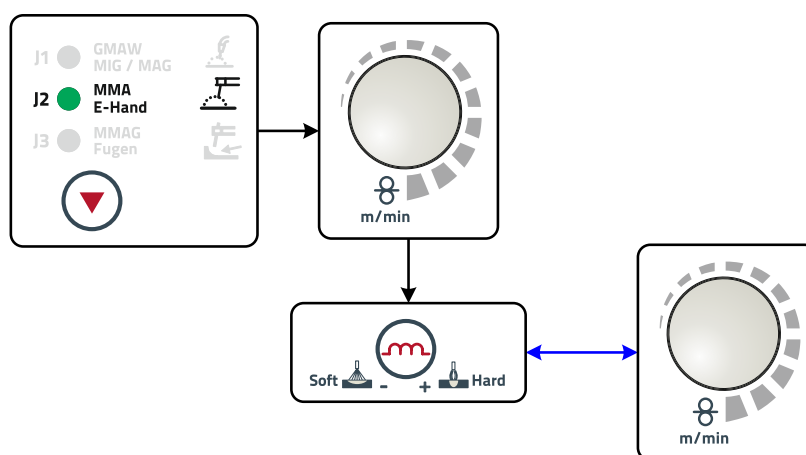 J1 GMAW
MIG / MAG
J2 MMA
E-Hand
J3 MMAG
Fugen
m/min
Soft - + Hard
m/min